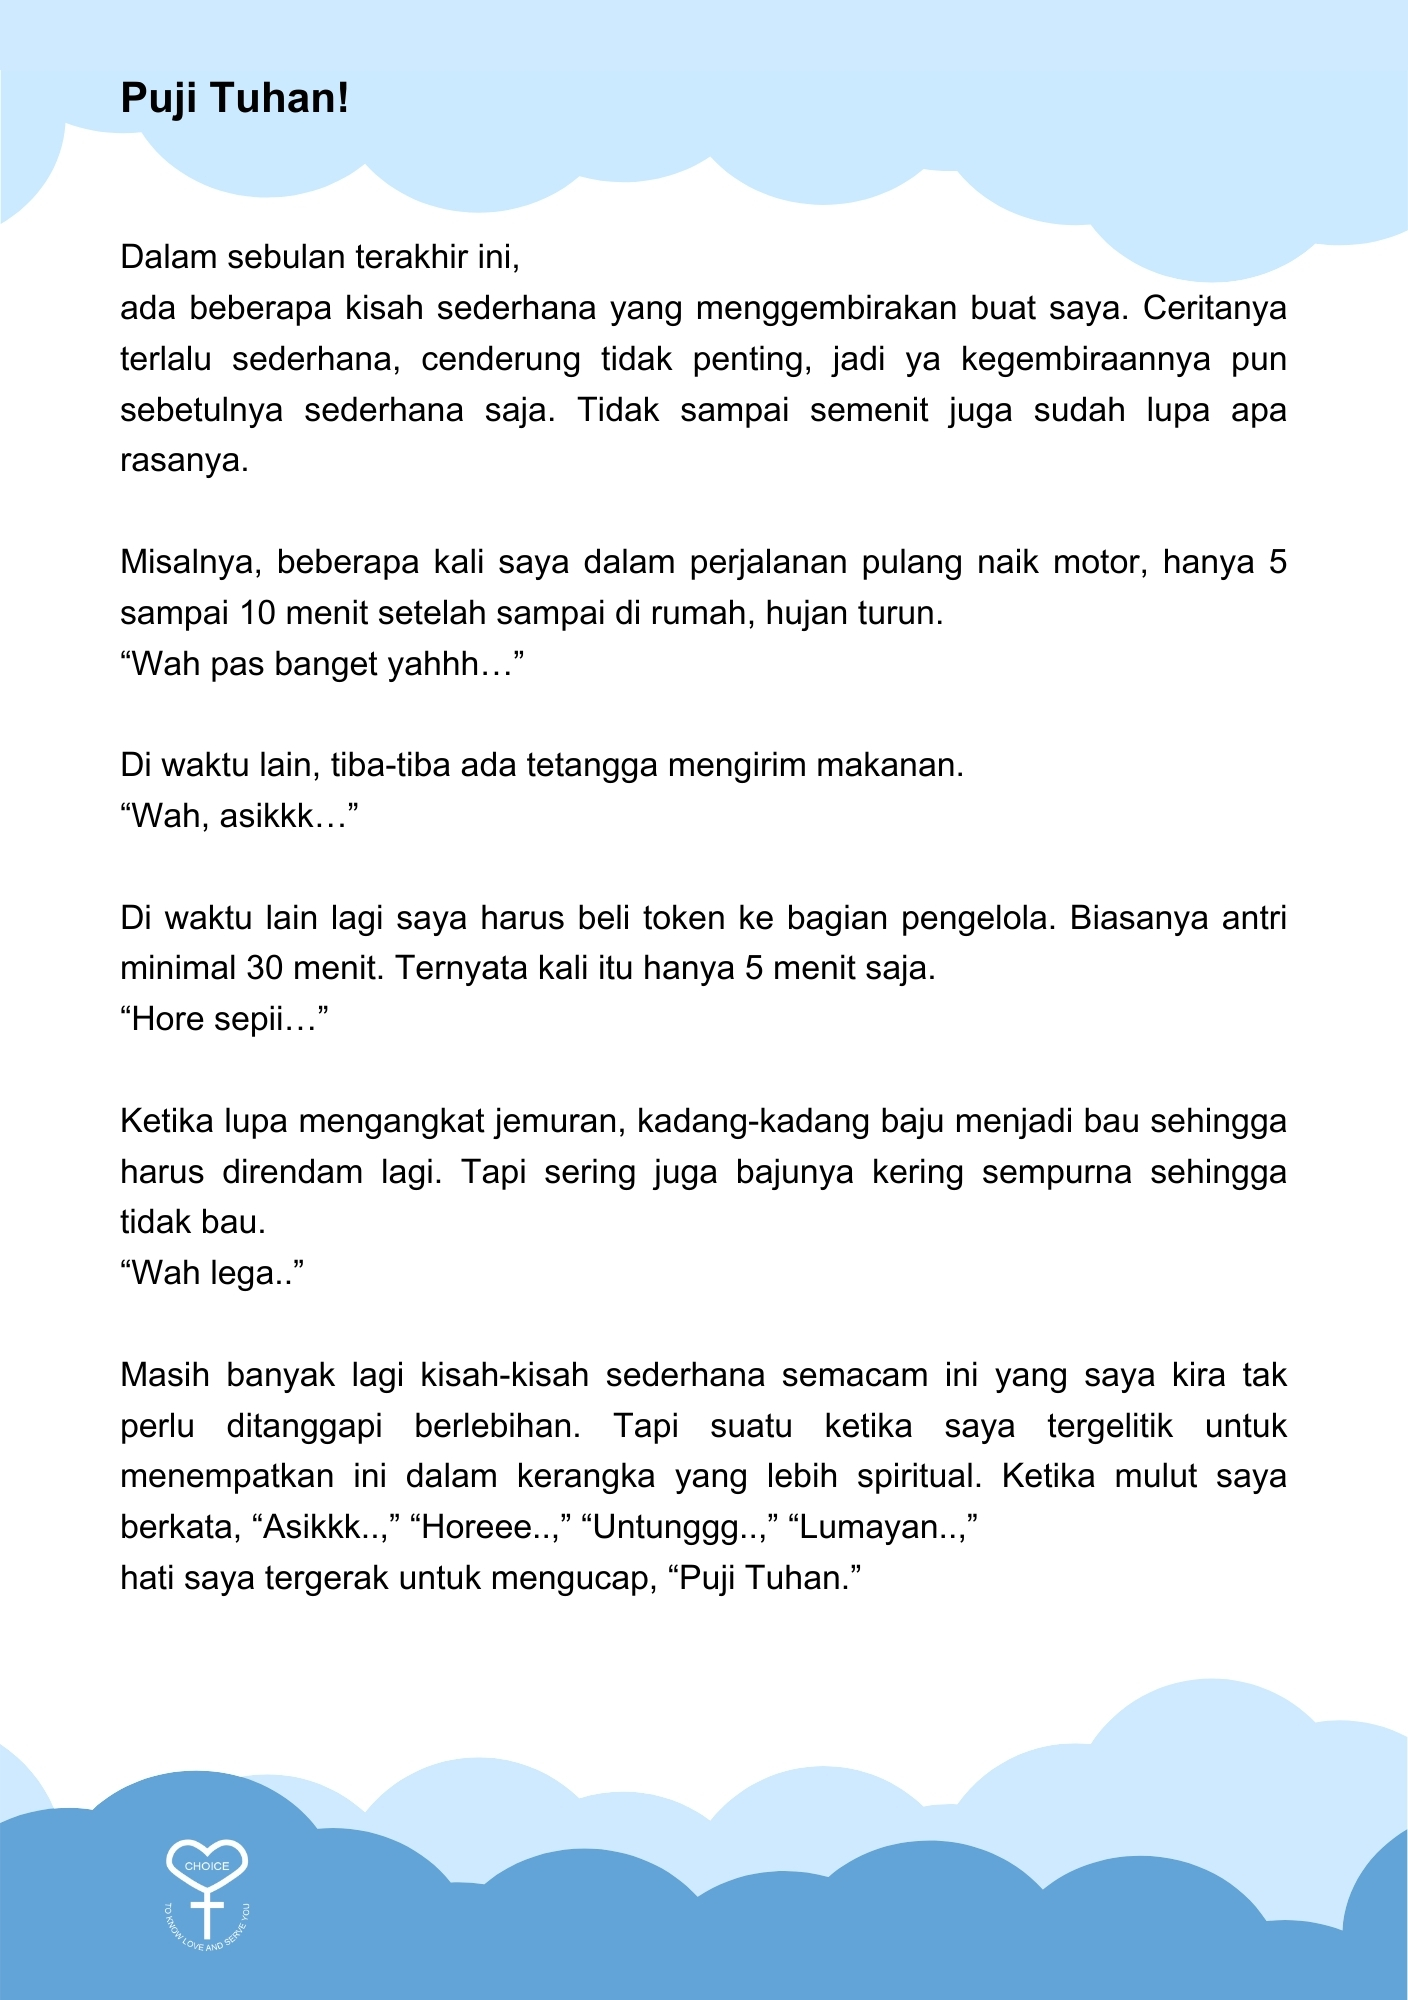 Puji Tuhan!
Dalam sebulan terakhir ini,
ada beberapa kisah sederhana yang menggembirakan buat saya. Ceritanya
terlalu sederhana, cenderung tidak penting, jadi ya kegembiraannya pun
sebetulnya sederhana saja. Tidak sampai semenit juga sudah lupa apa
rasanya.
Misalnya, beberapa kali saya dalam perjalanan pulang naik motor, hanya 5
sampai 10 menit setelah sampai di rumah, hujan turun.
“Wah pas banget yahhh…”
Di waktu lain, tiba-tiba ada tetangga mengirim makanan.
“Wah, asikkk…”
Di waktu lain lagi saya harus beli token ke bagian pengelola. Biasanya antri
minimal 30 menit. Ternyata kali itu hanya 5 menit saja.
“Hore sepii…”
Ketika lupa mengangkat jemuran, kadang-kadang baju menjadi bau sehingga
harus direndam lagi. Tapi sering juga bajunya kering sempurna sehingga
tidak bau.
“Wah lega..”
Masih banyak lagi kisah-kisah sederhana semacam ini yang saya kira tak
perlu ditanggapi berlebihan. Tapi suatu ketika saya tergelitik untuk
menempatkan ini dalam kerangka yang lebih spiritual. Ketika mulut saya
berkata, “Asikkk..,” “Horeee..,” “Untunggg..,” “Lumayan..,”
hati saya tergerak untuk mengucap, “Puji Tuhan.”
CHOICE
TO KNOW LOVE AND SERVE YOU